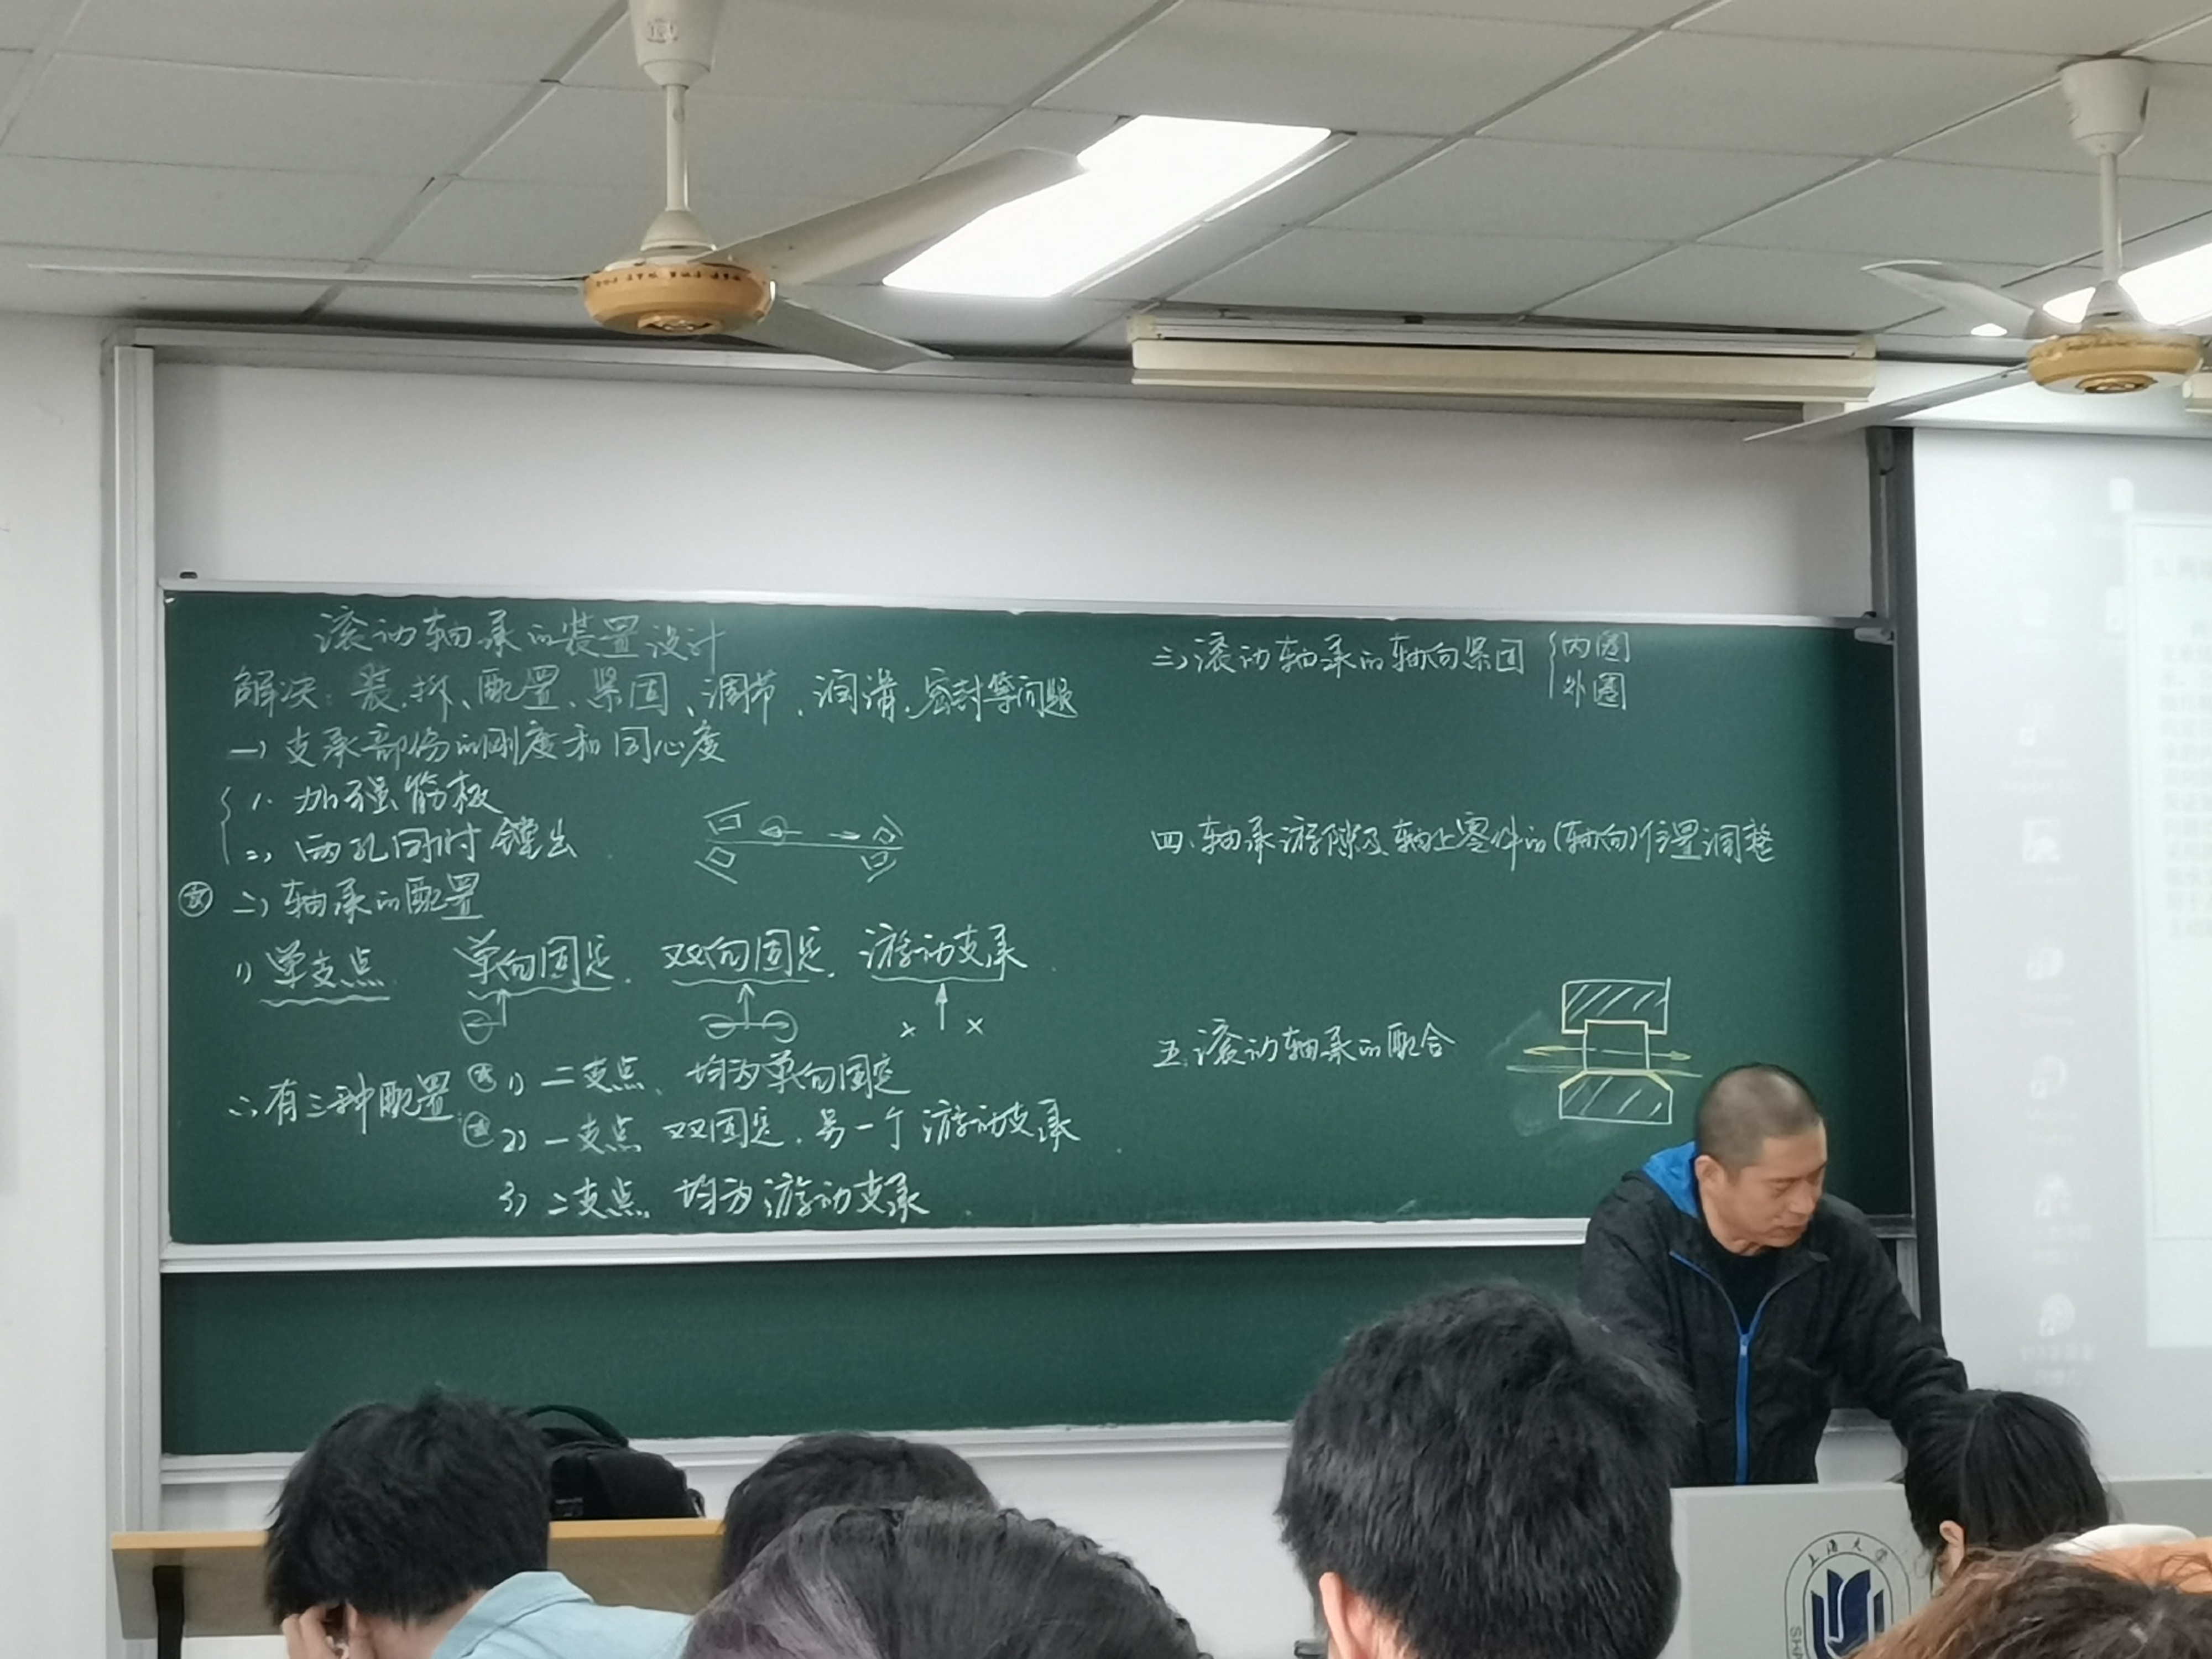 滚动轴承的装置设计
解决：装、拆、配置、紧固、调节、润滑、密封等问题
一）支承部份的刚度和同心度
1. 加强筋板
2、两孔同时镗出
☆ 二）轴承的配置
1）单支点 单向固定、双向固定、游动支承
x x
∴有三种配置 ☆ 1）二支点、均为单向固定
☆ 2）一支点 双固定、另一个游动支承
3）二支点、均为游动支承
三）滚动轴承的轴向紧固 { 内圈
外圈
四、轴承游隙及轴上零件的(轴向)位置调整
五、滚动轴承的配合
上海大学
SH